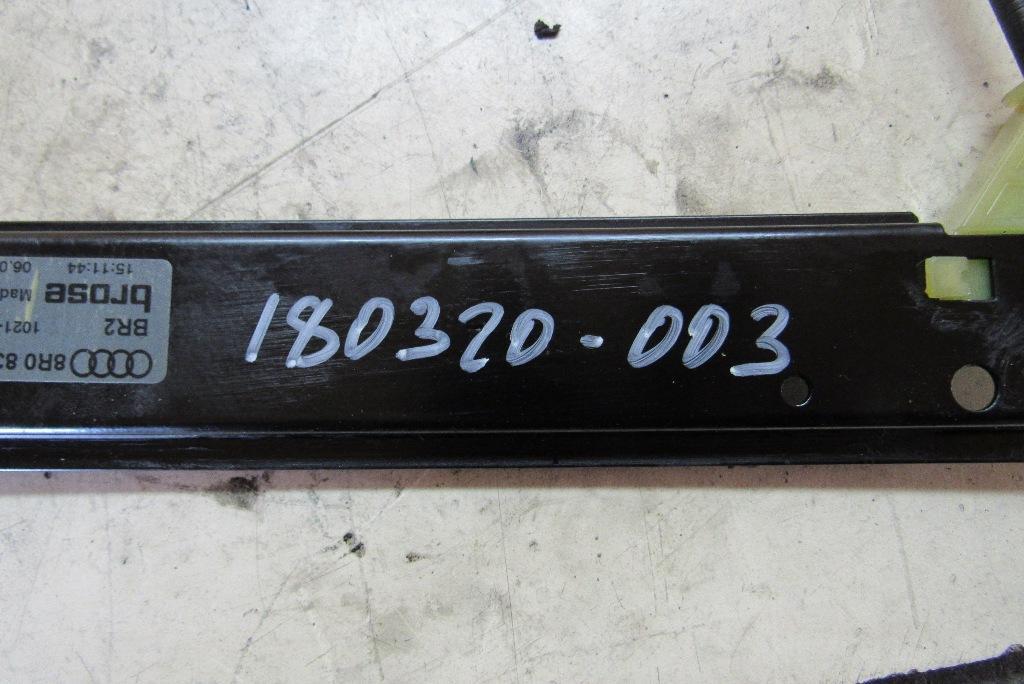 180320-003
8R0 83
BR2 1021-
brose Mad
15:11:44 06.0